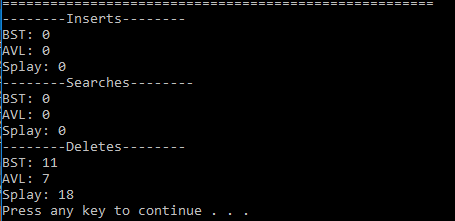 ======================================================
--------Inserts--------
BST: 0
AVL: 0
Splay: 0
--------Searches--------
BST: 0
AVL: 0
Splay: 0
--------Deletes--------
BST: 11
AVL: 7
Splay: 18
Press any key to continue . . .